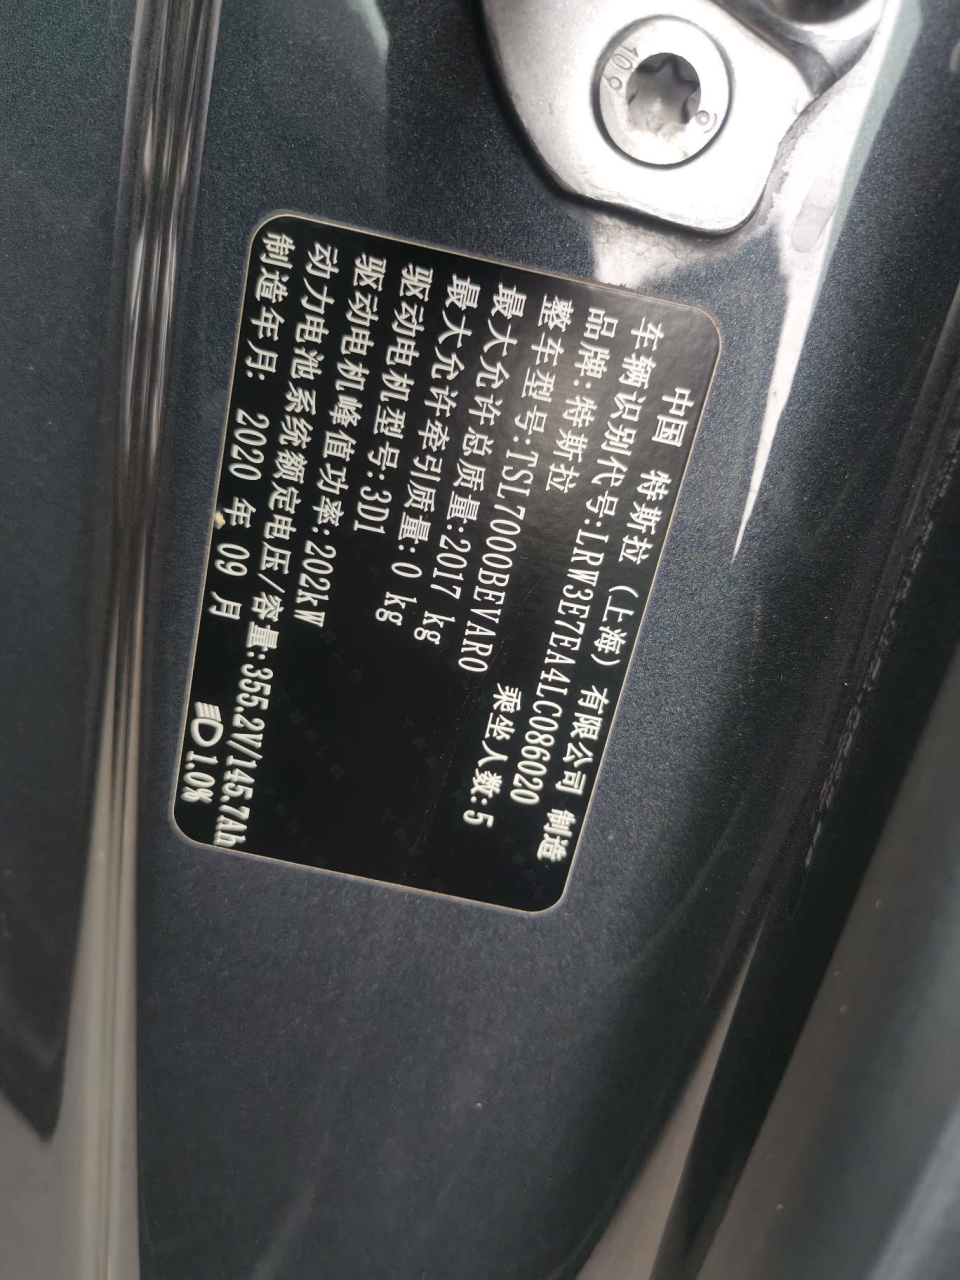 中国 特斯拉（上海）有限公司 制造
车辆识别代号:LRW3E7EA4LC086020
品牌:特斯拉
整车型号:TSL7000BEVAR0 乘坐人数:5
最大允许总质量:2017 kg
最大允许牵引质量:0 kg
驱动电机型号:3D1
驱动电机峰值功率:202kW
动力电池系统额定电压/容量:355.2V/145.7Ah
制造年月: 2020 年 09 月 1.0%
10.9